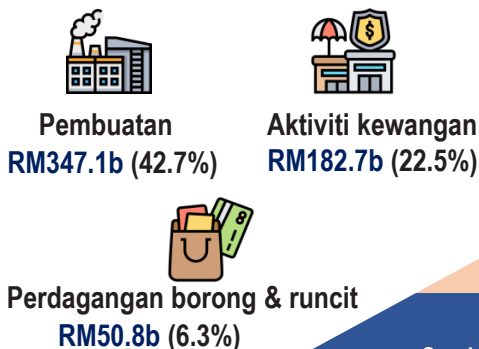 Pembuatan
RM347.1b (42.7%)
Aktiviti kewangan
RM182.7b (22.5%)
Perdagangan borong & runcit
RM50.8b (6.3%)